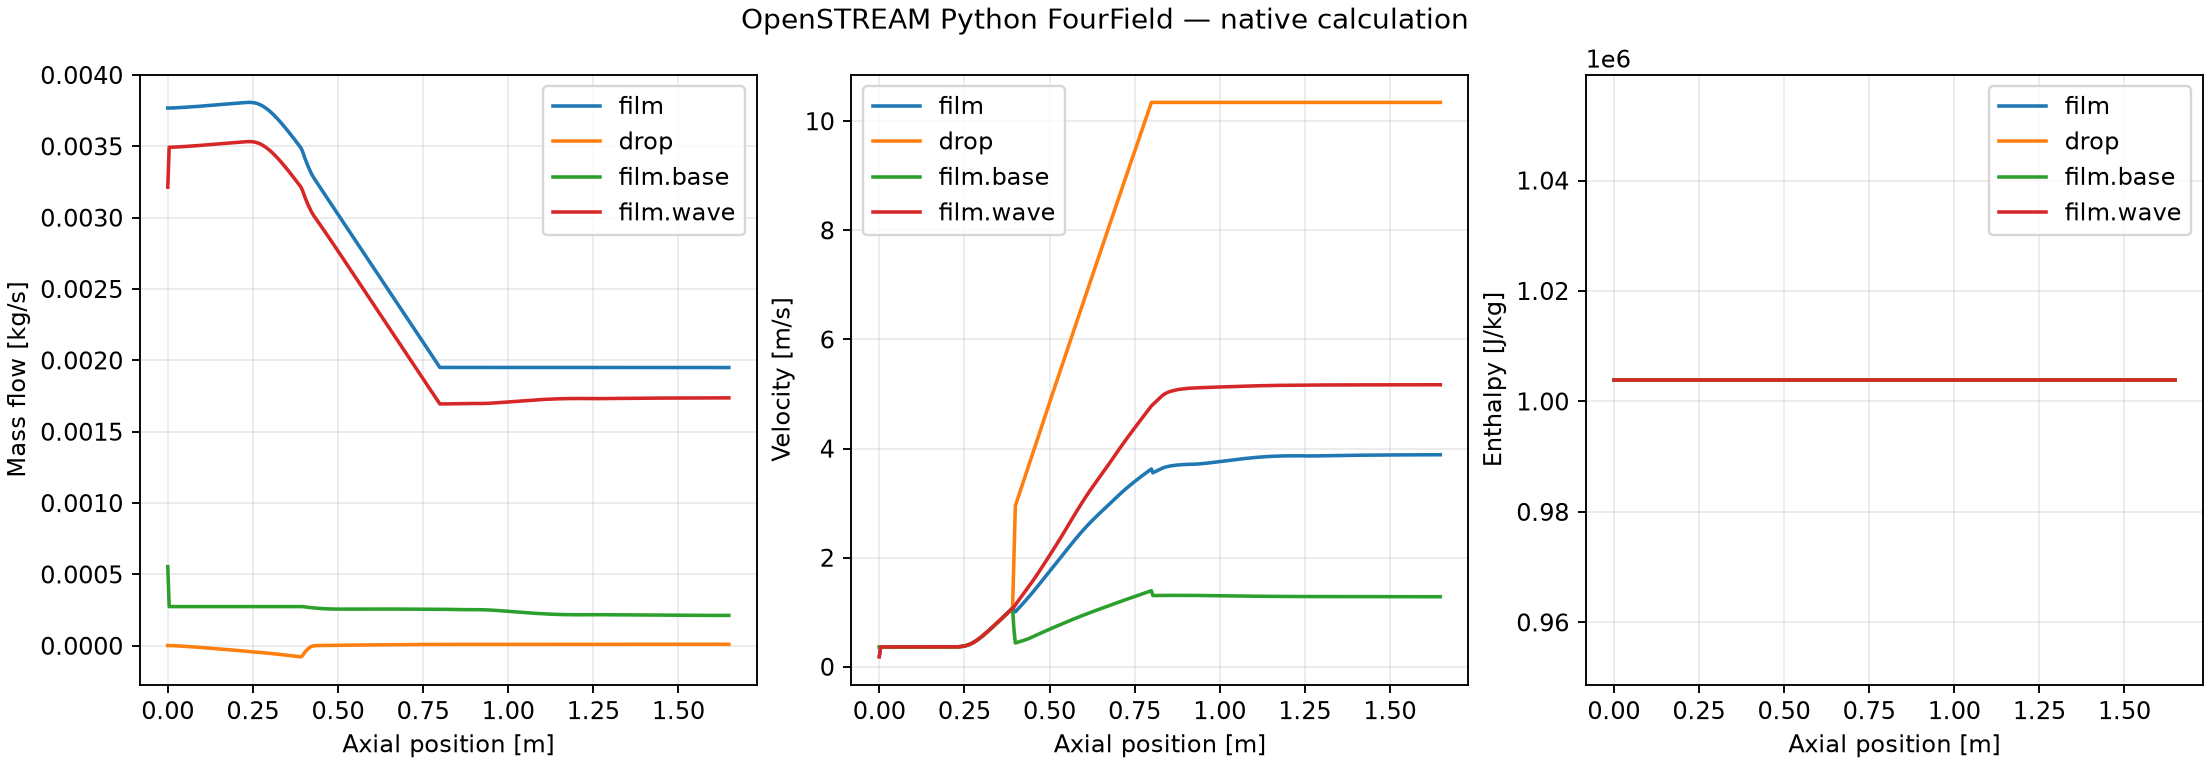 OpenSTREAM Python FourField — native calculation
Mass flow [kg/s]
0.0040
0.0035
0.0030
0.0025
0.0020
0.0015
0.0010
0.0005
0.0000
film
drop
film.base
film.wave
0.00 0.25 0.50 0.75 1.00 1.25 1.50
Axial position [m]
Velocity [m/s]
10
8
6
4
2
0
film
drop
film.base
film.wave
0.00 0.25 0.50 0.75 1.00 1.25 1.50
Axial position [m]
Enthalpy [J/kg]
1e6
1.04
1.02
1.00
0.98
0.96
film
drop
film.base
film.wave
0.00 0.25 0.50 0.75 1.00 1.25 1.50
Axial position [m]